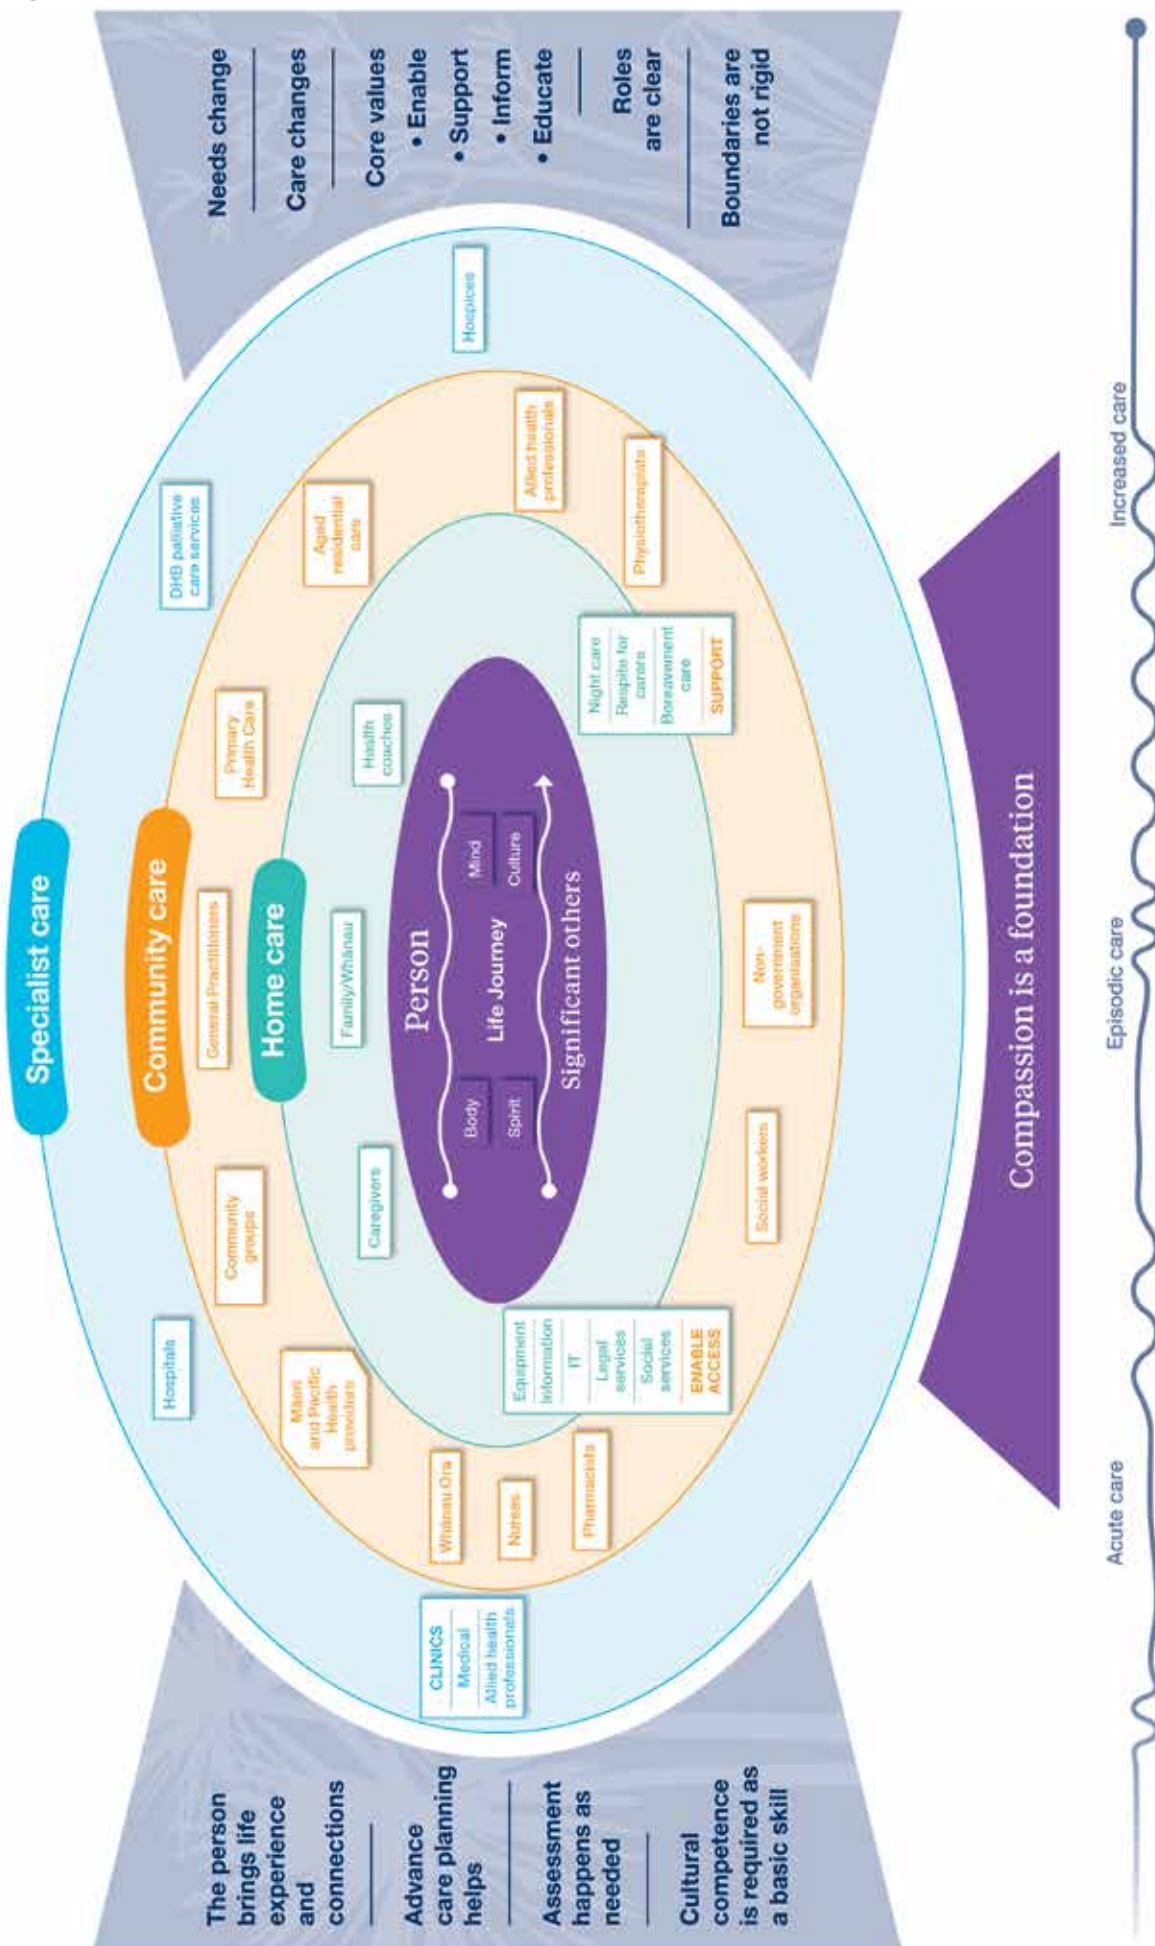 Specialist care
Community care
Home care
The person
brings life
experience
and
connections
Advance
care planning
helps
Assessment
happens as
needed
Cultural
competence
is required as
a basic skill
CLINICS
Medical
Allied health
professionals
Hospitals
DHB palliative
care services
Hospices
Māori
and Pacific
Health
providers
Community
groups
General Practitioners
Primary
Health Care
Aged
residential
care
Allied health
professionals
Physiotherapists
Whānau Ora
Nurses
Pharmacists
Social workers
Non-
government
organisations
Caregivers
Family/Whānau
Health
coaches
Equipment
Information
IT
Legal
services
Social
services
ENABLE
ACCESS
Night care
Respite for
carers
Bereavement
care
SUPPORT
Person
Body
Mind
Life Journey
Spirit
Culture
Significant others
Needs change
Care changes
Core values
• Enable
• Support
• Inform
• Educate
Roles
are clear
Boundaries are
not rigid
Compassion is a foundation
Acute care
Episodic care
Increased care